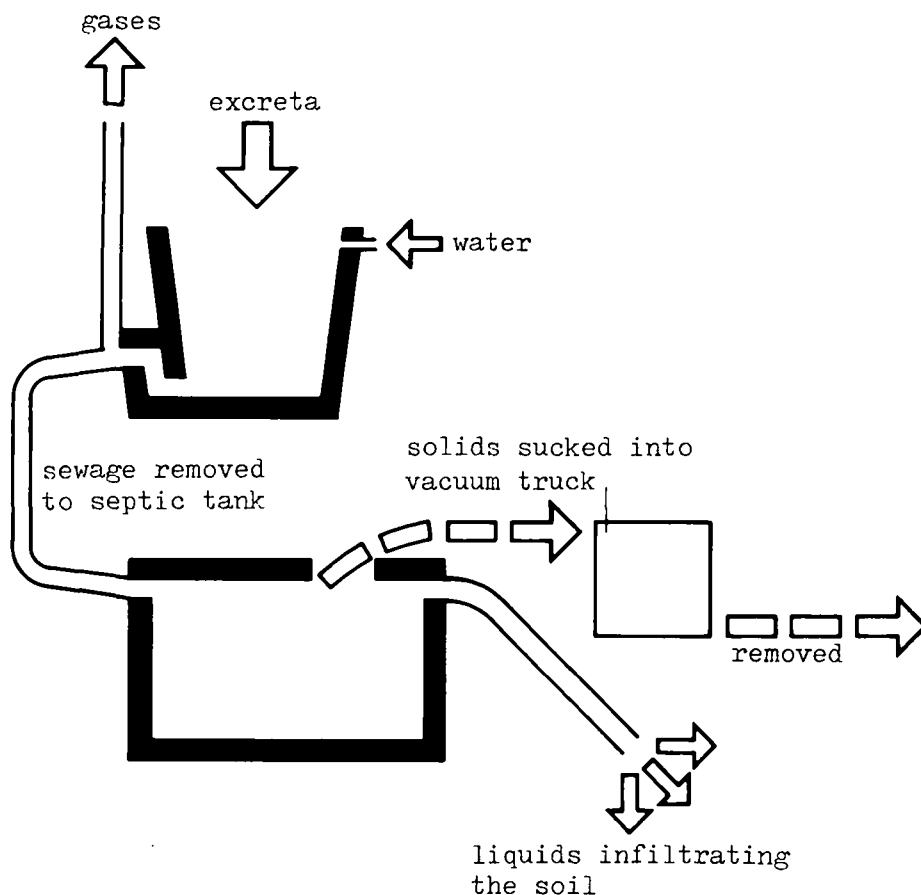 gases
excreta
water
sewage removed
to septic tank
solids sucked into
vacuum truck
removed
liquids infiltrating
the soil